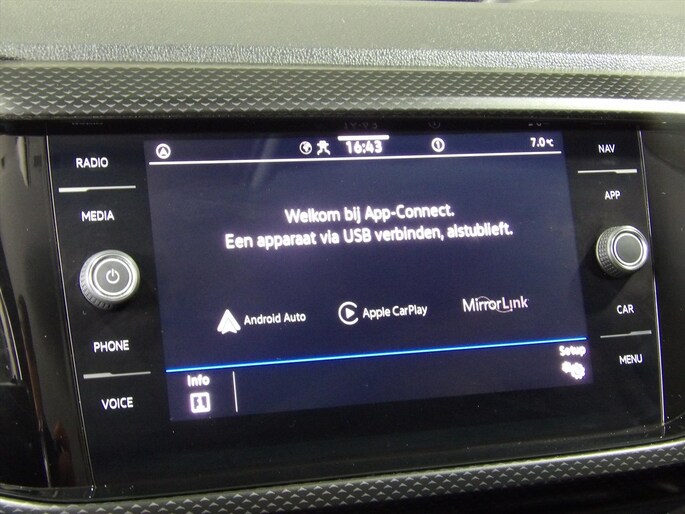 RADIO
MEDIA
PHONE
VOICE
16:43
1
7.0°C
Welkom bij App-Connect.
Een apparaat via USB verbinden, alstublieft.
Android Auto
Apple CarPlay
MirrorLink
Info
Setup
NAV
APP
CAR
MENU